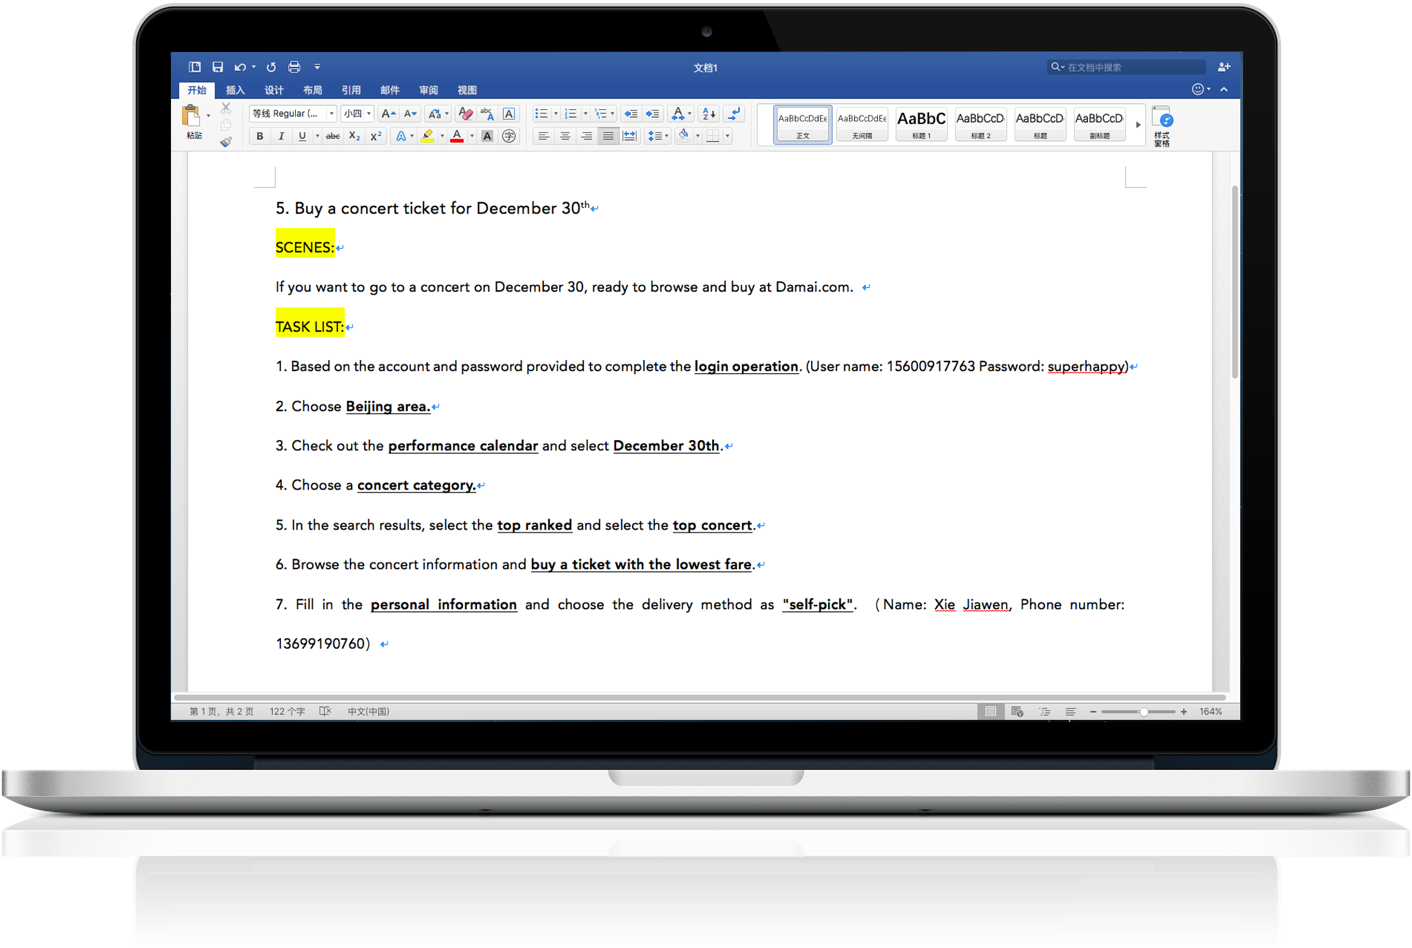 文档1
在文档中搜索
开始 插入 设计 布局 引用 邮件 审阅 视图
粘贴
等线 Regular (... 小四
AaBbCcDdEe AaBbCcDdEe AaBbC AaBbCcD AaBbCcD AaBbCcD
正文 无间隔 标题 1 标题 2 标题 副标题
样式
窗格
5. Buy a concert ticket for December 30th
SCENES:
If you want to go to a concert on December 30, ready to browse and buy at Damai.com.
TASK LIST:
1. Based on the account and password provided to complete the login operation. (User name: 15600917763 Password: superhappy)
2. Choose Beijing area.
3. Check out the performance calendar and select December 30th.
4. Choose a concert category.
5. In the search results, select the top ranked and select the top concert.
6. Browse the concert information and buy a ticket with the lowest fare.
7. Fill in the personal information and choose the delivery method as "self-pick". （Name: Xie Jiawen, Phone number:
13699190760）
第 1 页，共 2 页 122 个字 中文(中国) 164%